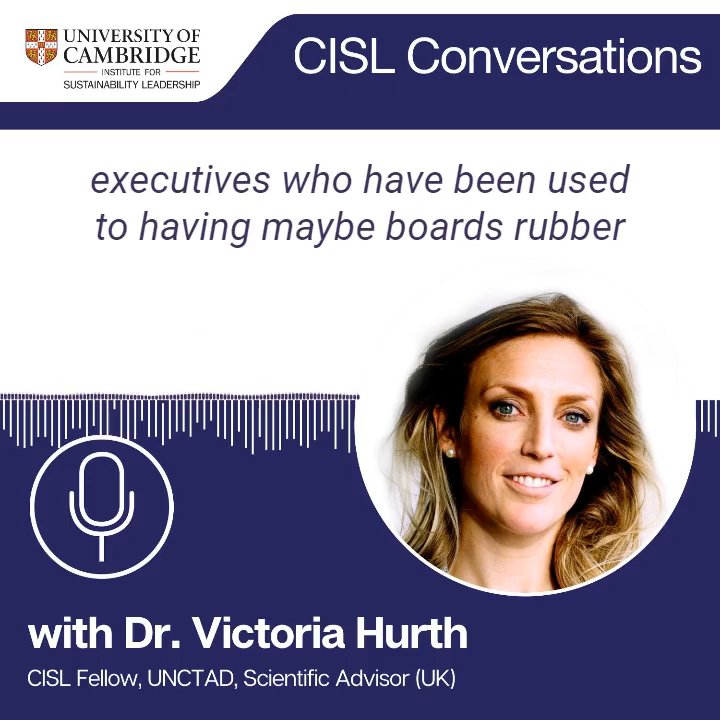 UNIVERSITY OF
CAMBRIDGE
INSTITUTE FOR
SUSTAINABILITY LEADERSHIP
CISL Conversations
executives who have been used
to having maybe boards rubber
with Dr. Victoria Hurth
CISL Fellow, UNCTAD, Scientific Advisor (UK)